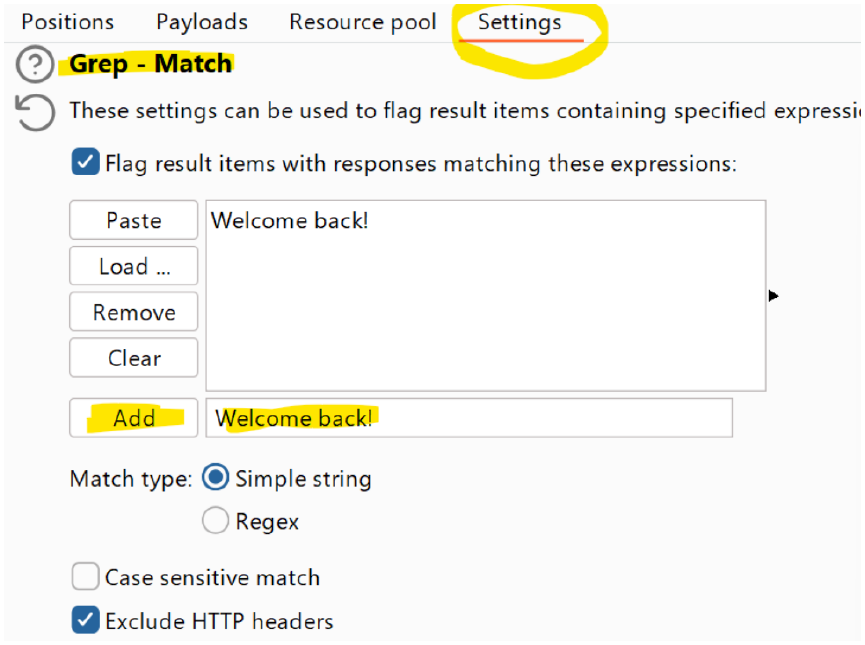 Positions Payloads Resource pool Settings
Grep - Match
These settings can be used to flag result items containing specified expressi
Flag result items with responses matching these expressions:
Paste
Welcome back!
Load ...
Remove
Clear
Add
Welcome back!
Match type: Simple string
Regex
Case sensitive match
Exclude HTTP headers